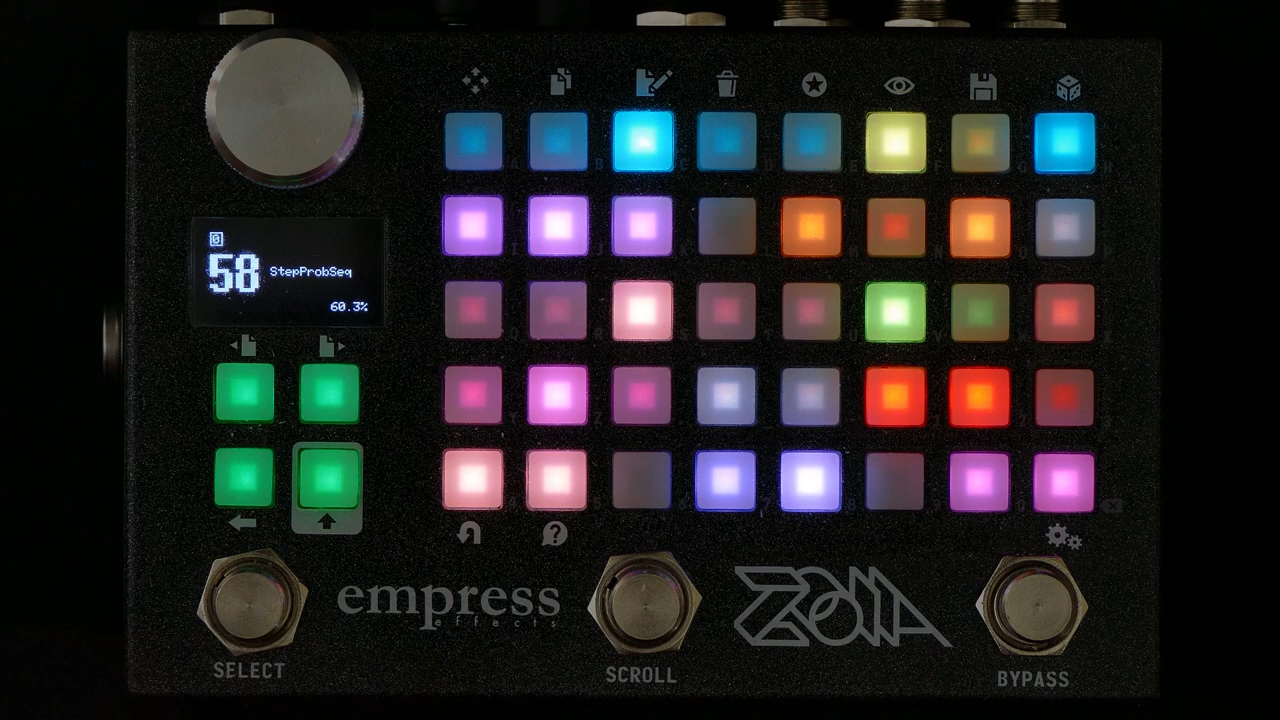 0
58 StepProbSeq
60.3%
empress
effects
ZOIA
SELECT
SCROLL
BYPASS